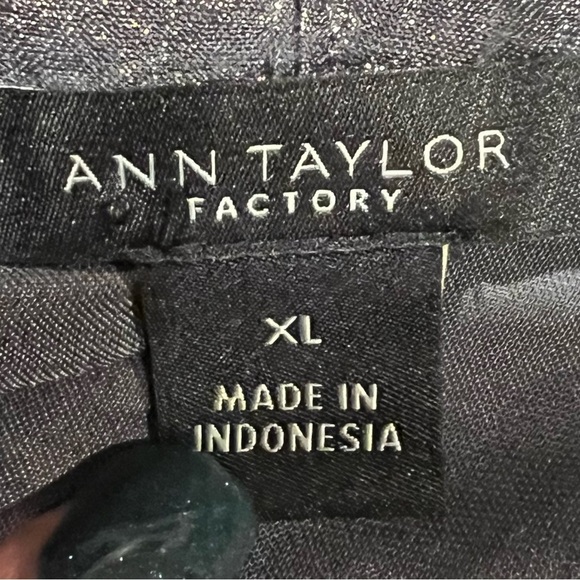 ANN TAYLOR
FACTORY
XL
MADE IN
INDONESIA